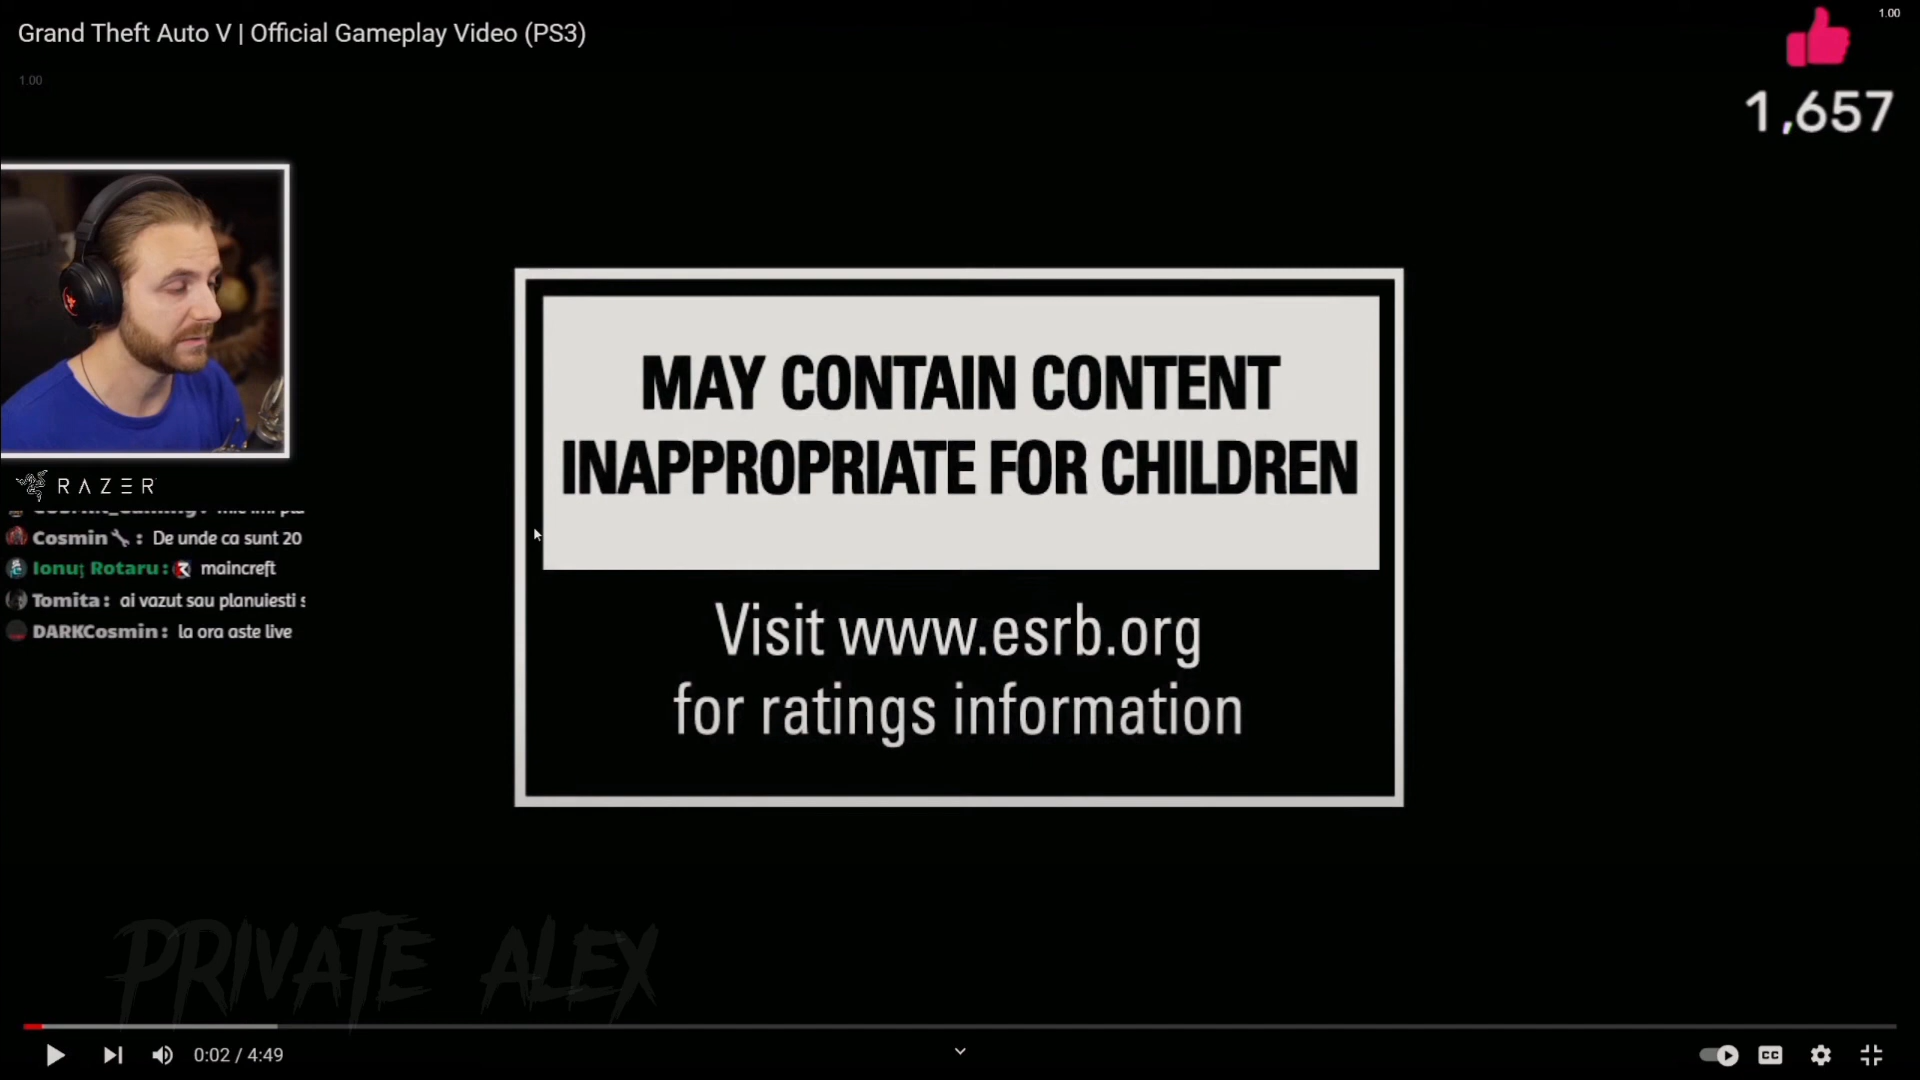 Grand Theft Auto V | Official Gameplay Video (PS3)
1.00
1.00
1,657
MAY CONTAIN CONTENT
INAPPROPRIATE FOR CHILDREN
Visit www.esrb.org
for ratings information
RAZER
Cosmin : De unde ca sunt 20
Ionuț Rotaru : maincreft
Tomita : ai vazut sau planuiesti s
DARKCosmin : la ora aste live
PRIVATE ALEX
0:02 / 4:49
CC